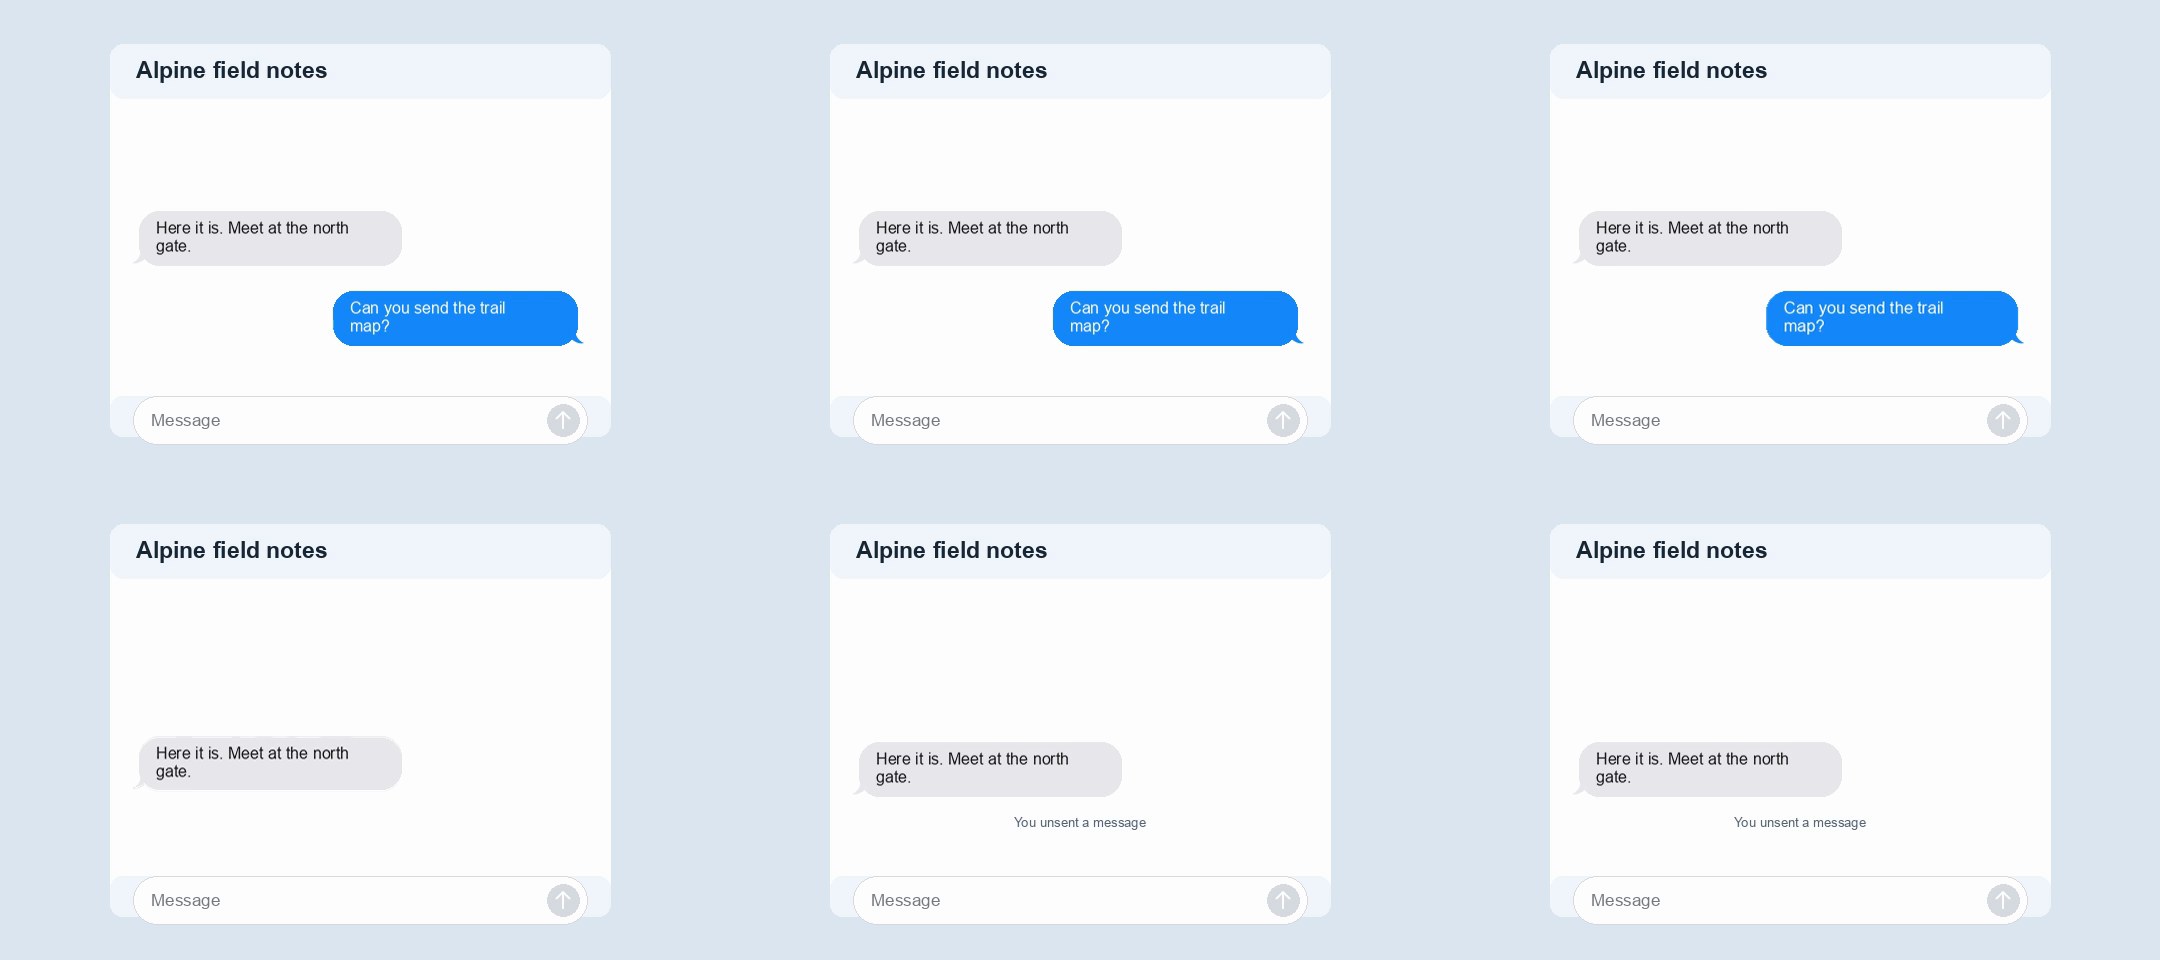 Alpine field notes
Here it is. Meet at the north
gate.
Can you send the trail
map?
Message
Alpine field notes
Here it is. Meet at the north
gate.
Can you send the trail
map?
Message
Alpine field notes
Here it is. Meet at the north
gate.
Can you send the trail
map?
Message
Alpine field notes
Here it is. Meet at the north
gate.
Message
Alpine field notes
Here it is. Meet at the north
gate.
You unsent a message
Message
Alpine field notes
Here it is. Meet at the north
gate.
You unsent a message
Message